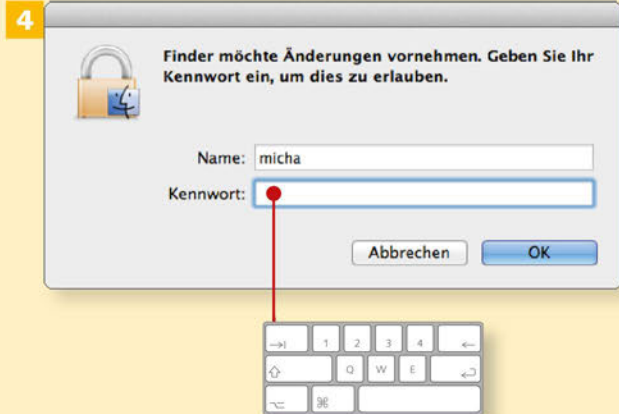 4
Finder möchte Änderungen vornehmen. Geben Sie Ihr
Kennwort ein, um dies zu erlauben.
Name: micha
Kennwort:
Abbrechen OK
1 2 3 4
Q W E
⌘